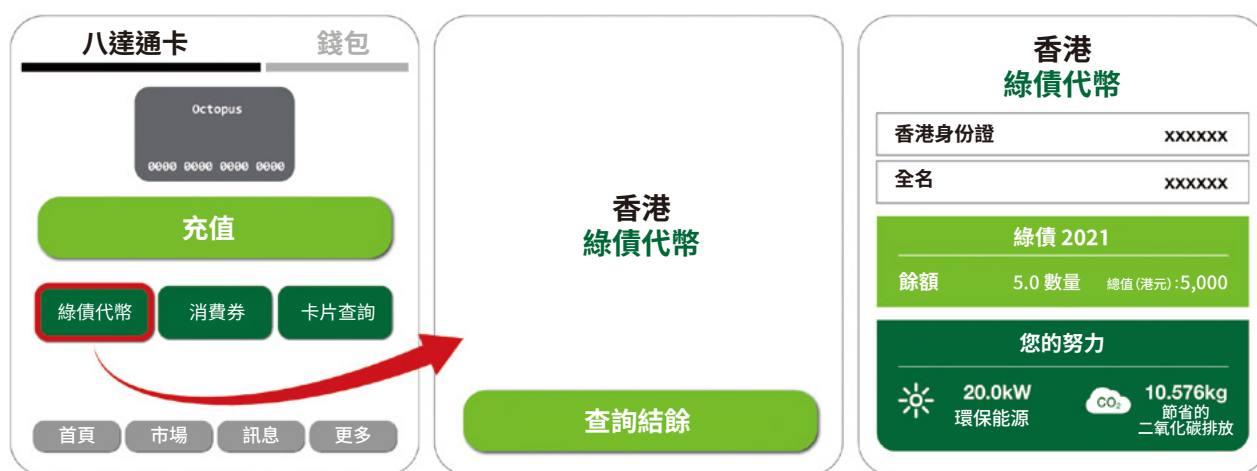 八達通卡 錢包
Octopus
0000 0000 0000 0000
充值
綠債代幣 消費券 卡片查詢
首頁 市場 訊息 更多
香港
綠債代幣
查詢結餘
香港
綠債代幣
香港身份證 xxxxxx
全名 xxxxxx
綠債 2021
餘額 5.0 數量 總值(港元):5,000
您的努力
20.0kW
環保能源
CO₂
10.576kg
節省的
二氧化碳排放